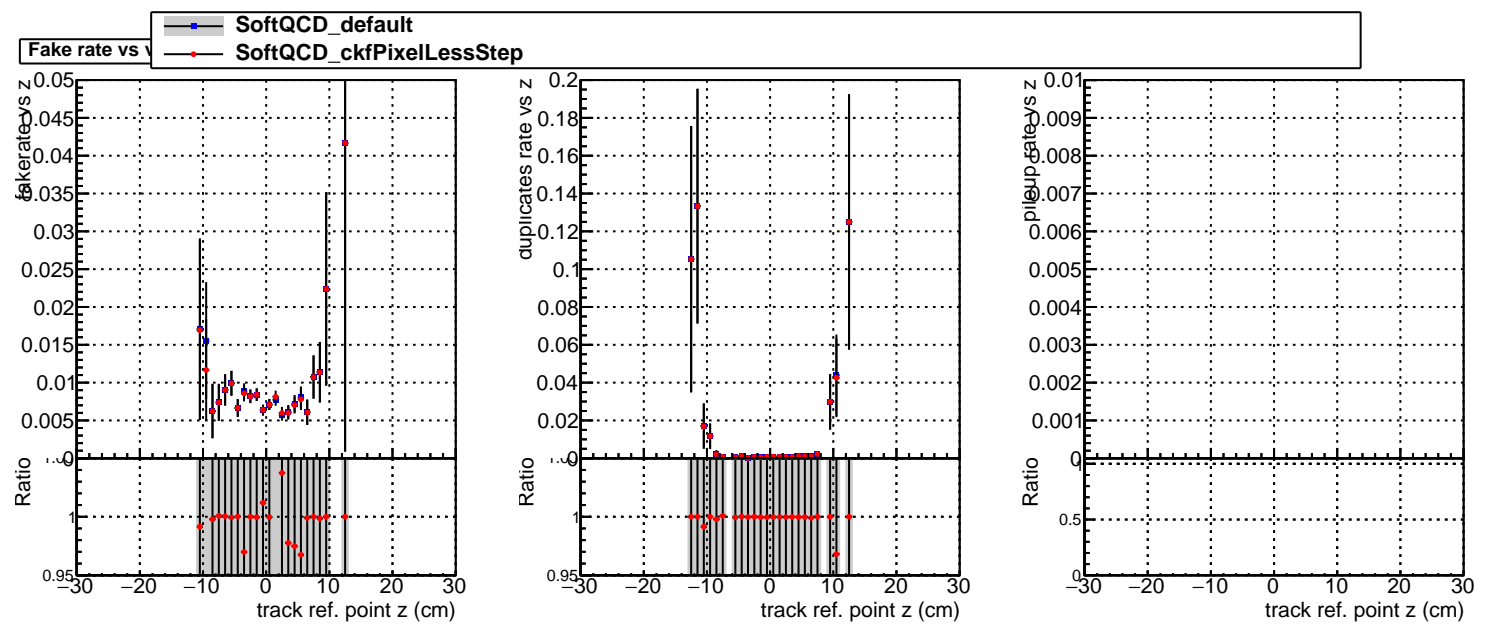 SoftQCD_default
SoftQCD_ckfPixelLessStep
Fake rate vs v
fakerate vs z
0.05
0.045
0.04
0.035
0.03
0.025
0.02
0.015
0.01
0.005
0
Ratio
1
0.95
−30 −20 −10 0 10 20 30
track ref. point z (cm)
duplicates rate vs z
0.2
0.18
0.16
0.14
0.12
0.1
0.08
0.06
0.04
0.02
0
Ratio
1
0.95
−30 −20 −10 0 10 20 30
track ref. point z (cm)
pileup rate vs z
0.01
0.009
0.008
0.007
0.006
0.005
0.004
0.003
0.002
0.001
0
Ratio
1
0.5
0
−30 −20 −10 0 10 20 30
track ref. point z (cm)